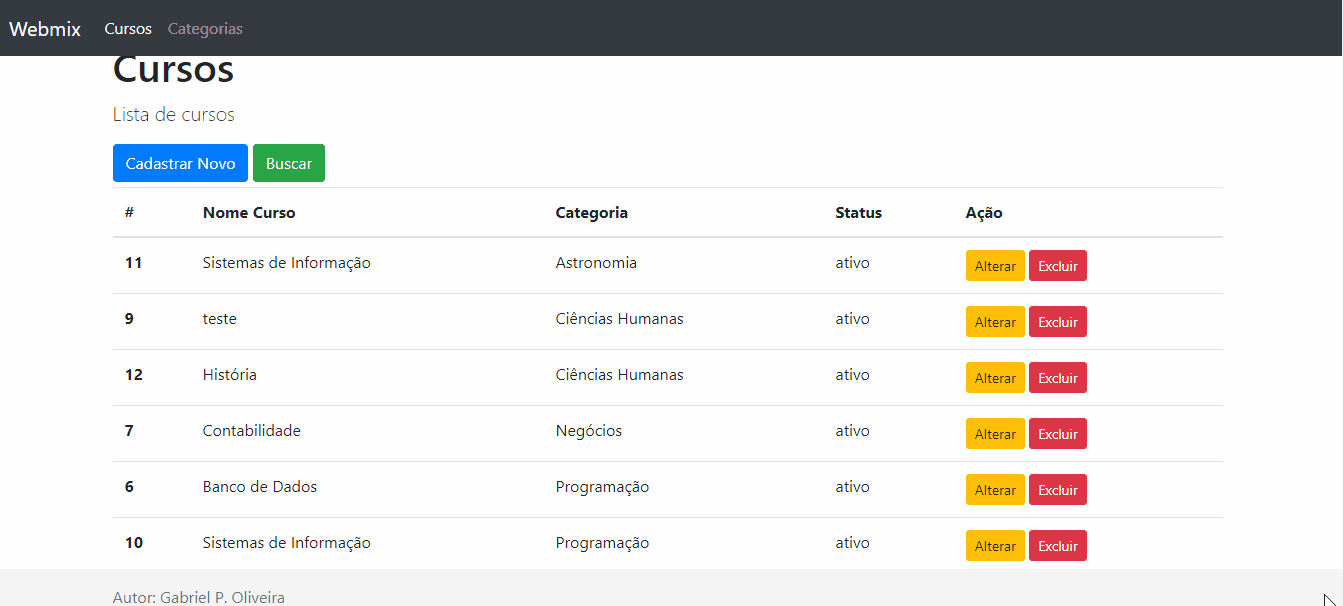 Webmix Cursos Categorias
Cursos
Lista de cursos
Cadastrar Novo Buscar
# Nome Curso Categoria Status Ação
11 Sistemas de Informação Astronomia ativo Alterar Excluir
9 teste Ciências Humanas ativo Alterar Excluir
12 História Ciências Humanas ativo Alterar Excluir
7 Contabilidade Negócios ativo Alterar Excluir
6 Banco de Dados Programação ativo Alterar Excluir
10 Sistemas de Informação Programação ativo Alterar Excluir
Autor: Gabriel P. Oliveira